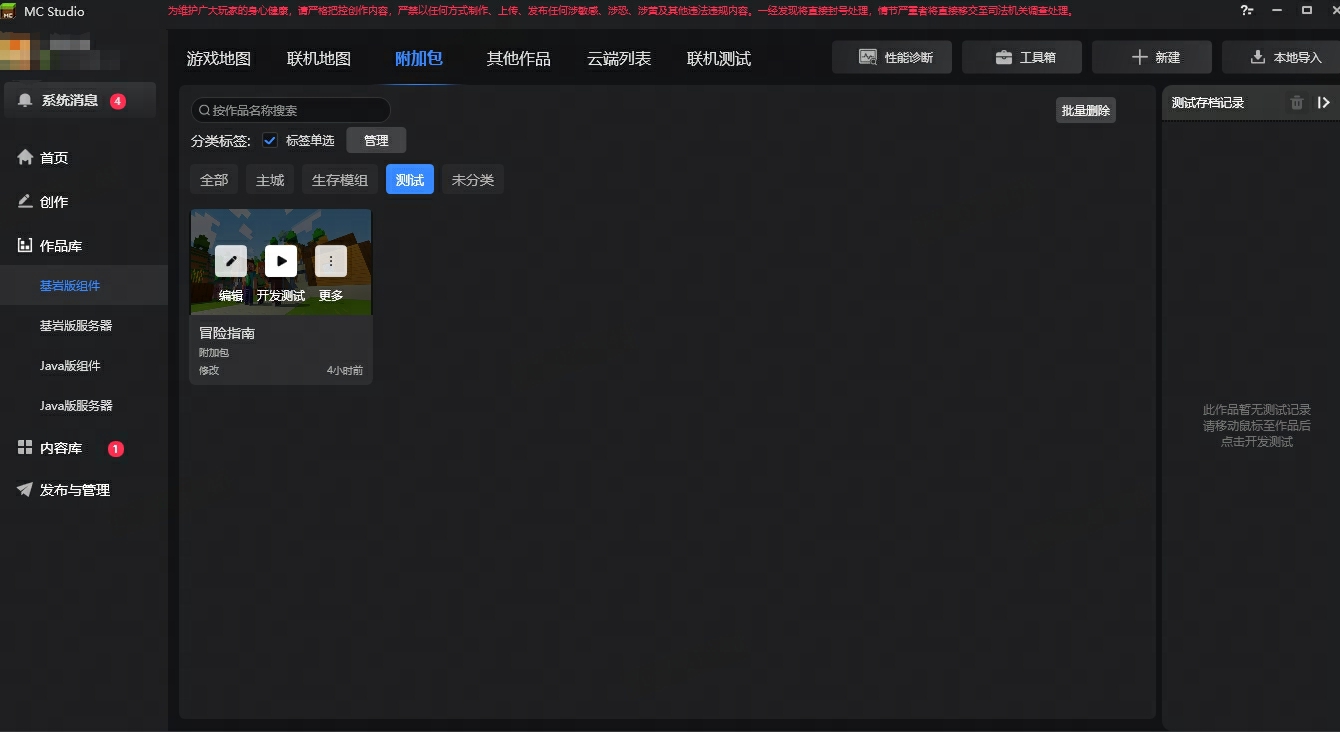 MC Studio
为维护广大玩家的身心健康，请严格把控创作内容，严禁以任何方式制作、上传、发布任何涉敏感、涉恐、涉黄及其他违法违规内容。一经发现将直接封号处理，情节严重者将直接移交至司法机关调查处理。
系统消息 4
首页
创作
作品库
基岩版组件
基岩版服务器
Java版组件
Java版服务器
内容库 1
发布与管理
游戏地图 联机地图 附加包 其他作品 云端列表 联机测试
性能诊断 工具箱 新建 本地导入
按作品名称搜索
批量删除
分类标签: 标签单选 管理
全部 主城 生存模组 测试 未分类
编辑 开发测试 更多
冒险指南
附加包
修改 4小时前
测试存档记录
此作品暂无测试记录
请移动鼠标至作品后
点击开发测试